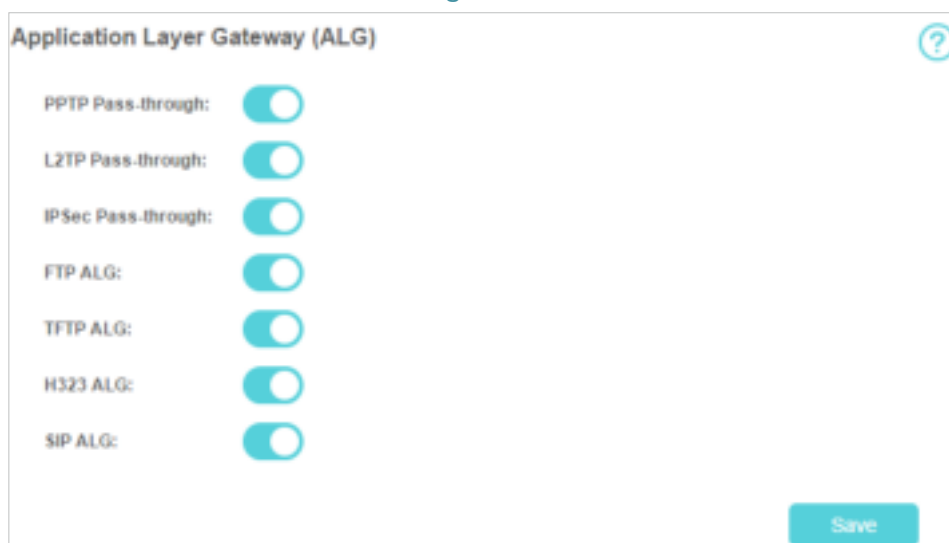 Application Layer Gateway (ALG)
?
PPTP Pass-through:
L2TP Pass-through:
IPSec Pass-through:
FTP ALG:
TFTP ALG:
H323 ALG:
SIP ALG:
Save